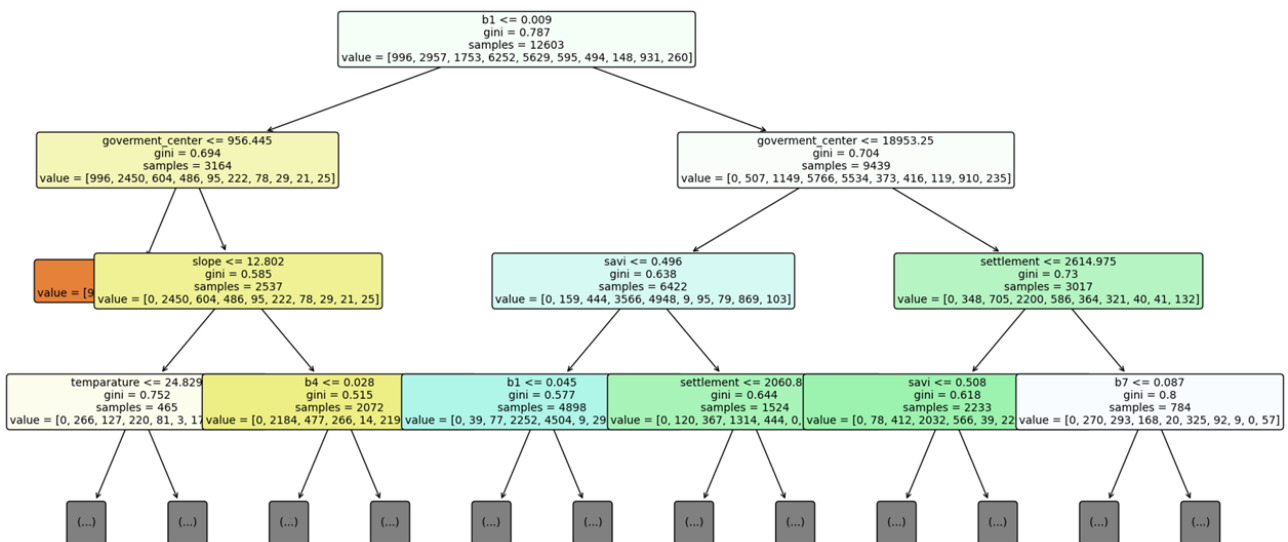 b1 <= 0.009
gini = 0.787
samples = 12603
value = [996, 2957, 1753, 6252, 5629, 595, 494, 148, 931, 260]
goverment_center <= 956.445
gini = 0.694
samples = 3164
value = [996, 2450, 604, 486, 95, 222, 78, 29, 21, 25]
goverment_center <= 18953.25
gini = 0.704
samples = 9439
value = [0, 507, 1149, 5766, 5534, 373, 416, 119, 910, 235]
value = [9
slope <= 12.802
gini = 0.585
samples = 2537
value = [0, 2450, 604, 486, 95, 222, 78, 29, 21, 25]
savi <= 0.496
gini = 0.638
samples = 6422
value = [0, 159, 444, 3566, 4948, 9, 95, 79, 869, 103]
settlement <= 2614.975
gini = 0.73
samples = 3017
value = [0, 348, 705, 2200, 586, 364, 321, 40, 41, 132]
temparature <= 24.829
gini = 0.752
samples = 465
value = [0, 266, 127, 220, 81, 3, 17
b4 <= 0.028
gini = 0.515
samples = 2072
value = [0, 2184, 477, 266, 14, 219
b1 <= 0.045
gini = 0.577
samples = 4898
value = [0, 39, 77, 2252, 4504, 9, 29
settlement <= 2060.8
gini = 0.644
samples = 1524
value = [0, 120, 367, 1314, 444, 0,
savi <= 0.508
gini = 0.618
samples = 2233
value = [0, 78, 412, 2032, 566, 39, 22
b7 <= 0.087
gini = 0.8
samples = 784
value = [0, 270, 293, 168, 20, 325, 92, 9, 0, 57]
(...)
(...)
(...)
(...)
(...)
(...)
(...)
(...)
(...)
(...)
(...)
(...)